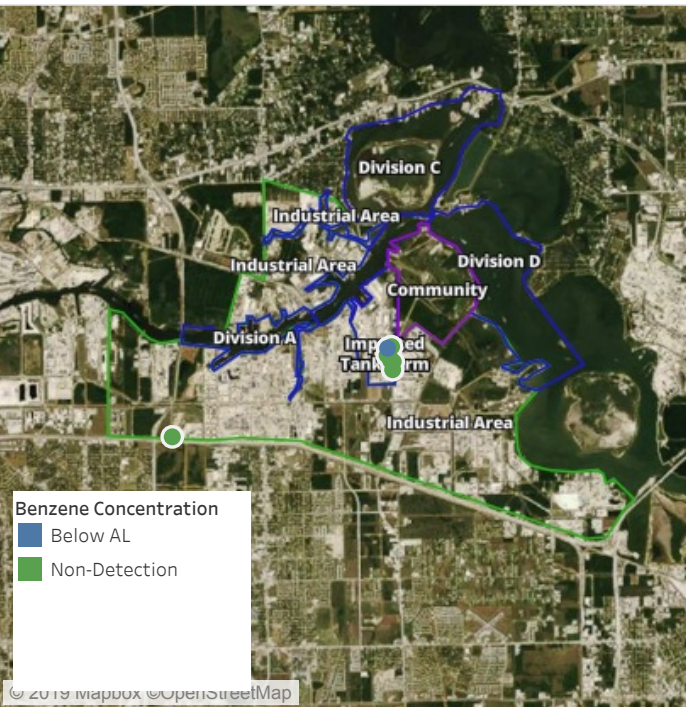 Division C
Industrial Area
Division D
Industrial Area
Community
Division A
Industrial Area
Benzene Concentration
Below AL
Non-Detection
© 2019 Mapbox ©OpenStreetMap